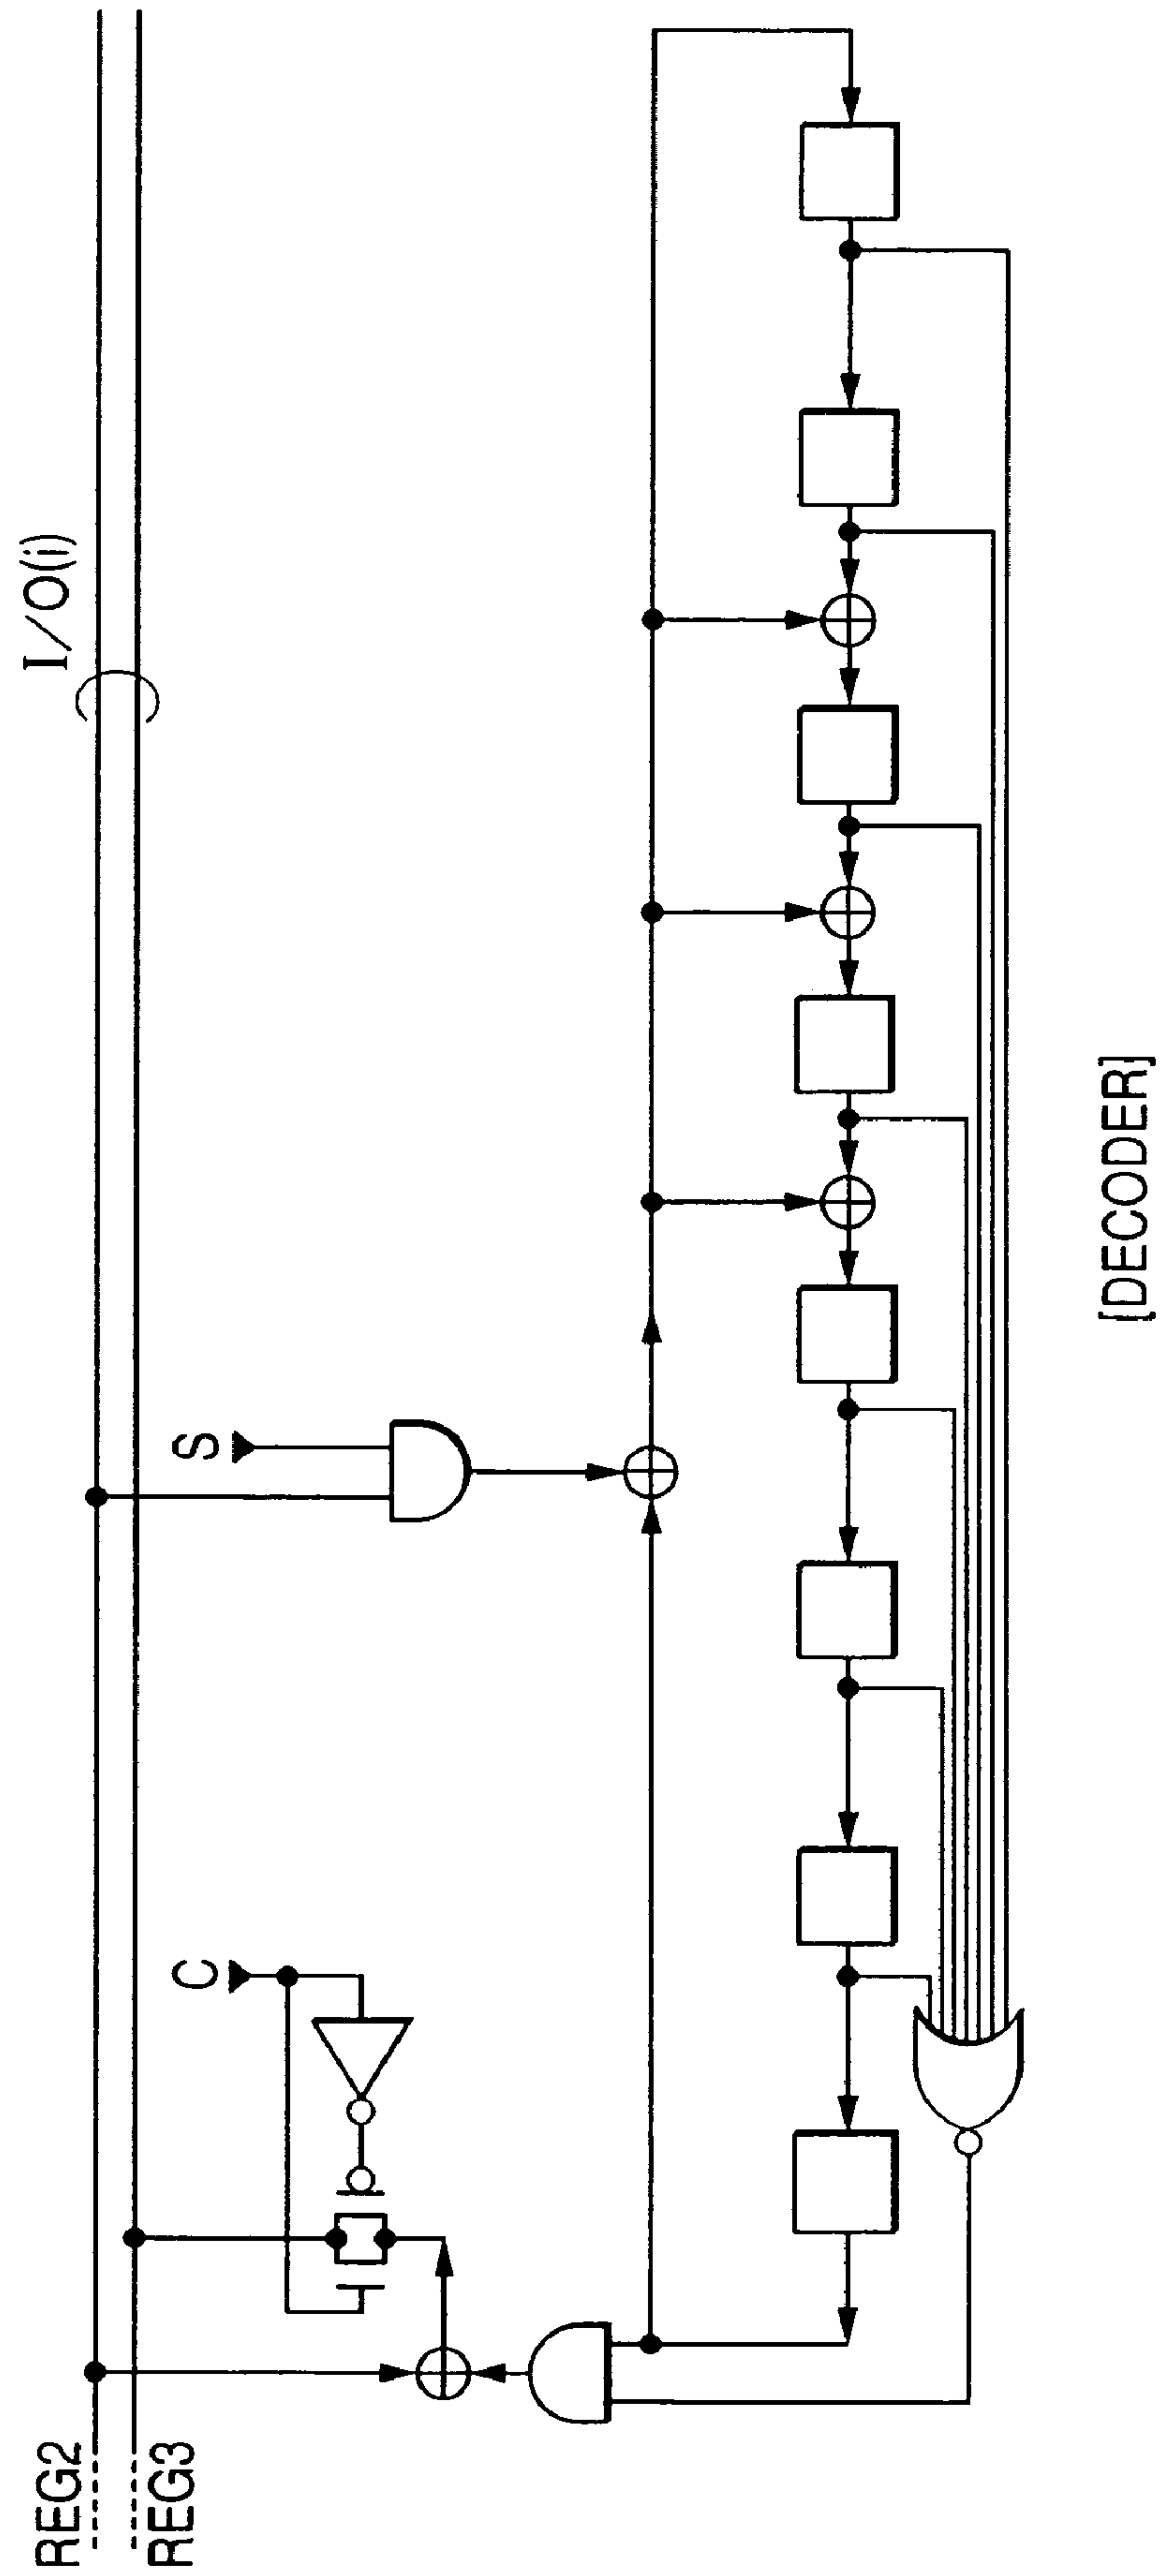 REG2
REG3
C
S
I/O(i)
[DECODER]